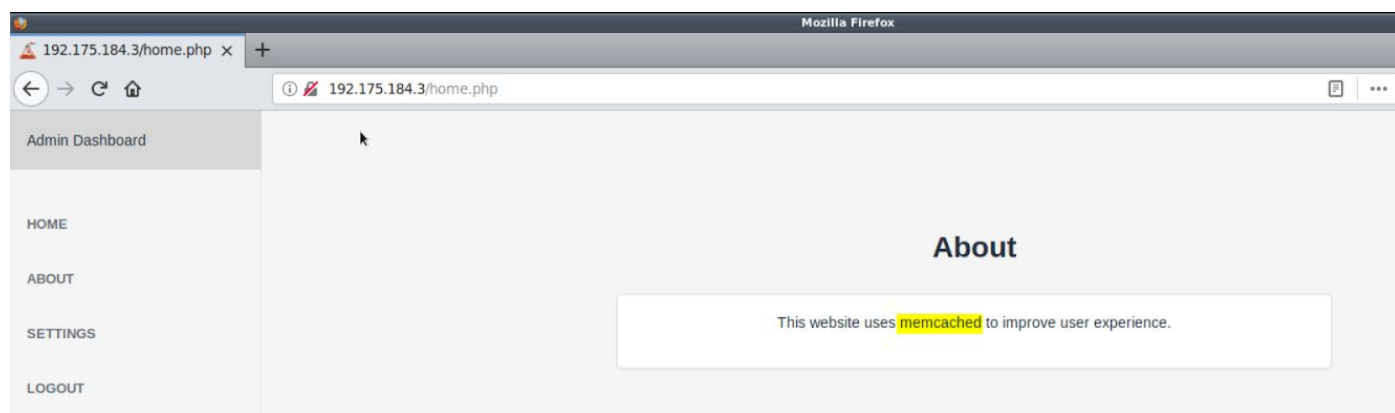 Mozilla Firefox
192.175.184.3/home.php
192.175.184.3/home.php
Admin Dashboard
HOME
ABOUT
SETTINGS
LOGOUT
About
This website uses memcached to improve user experience.